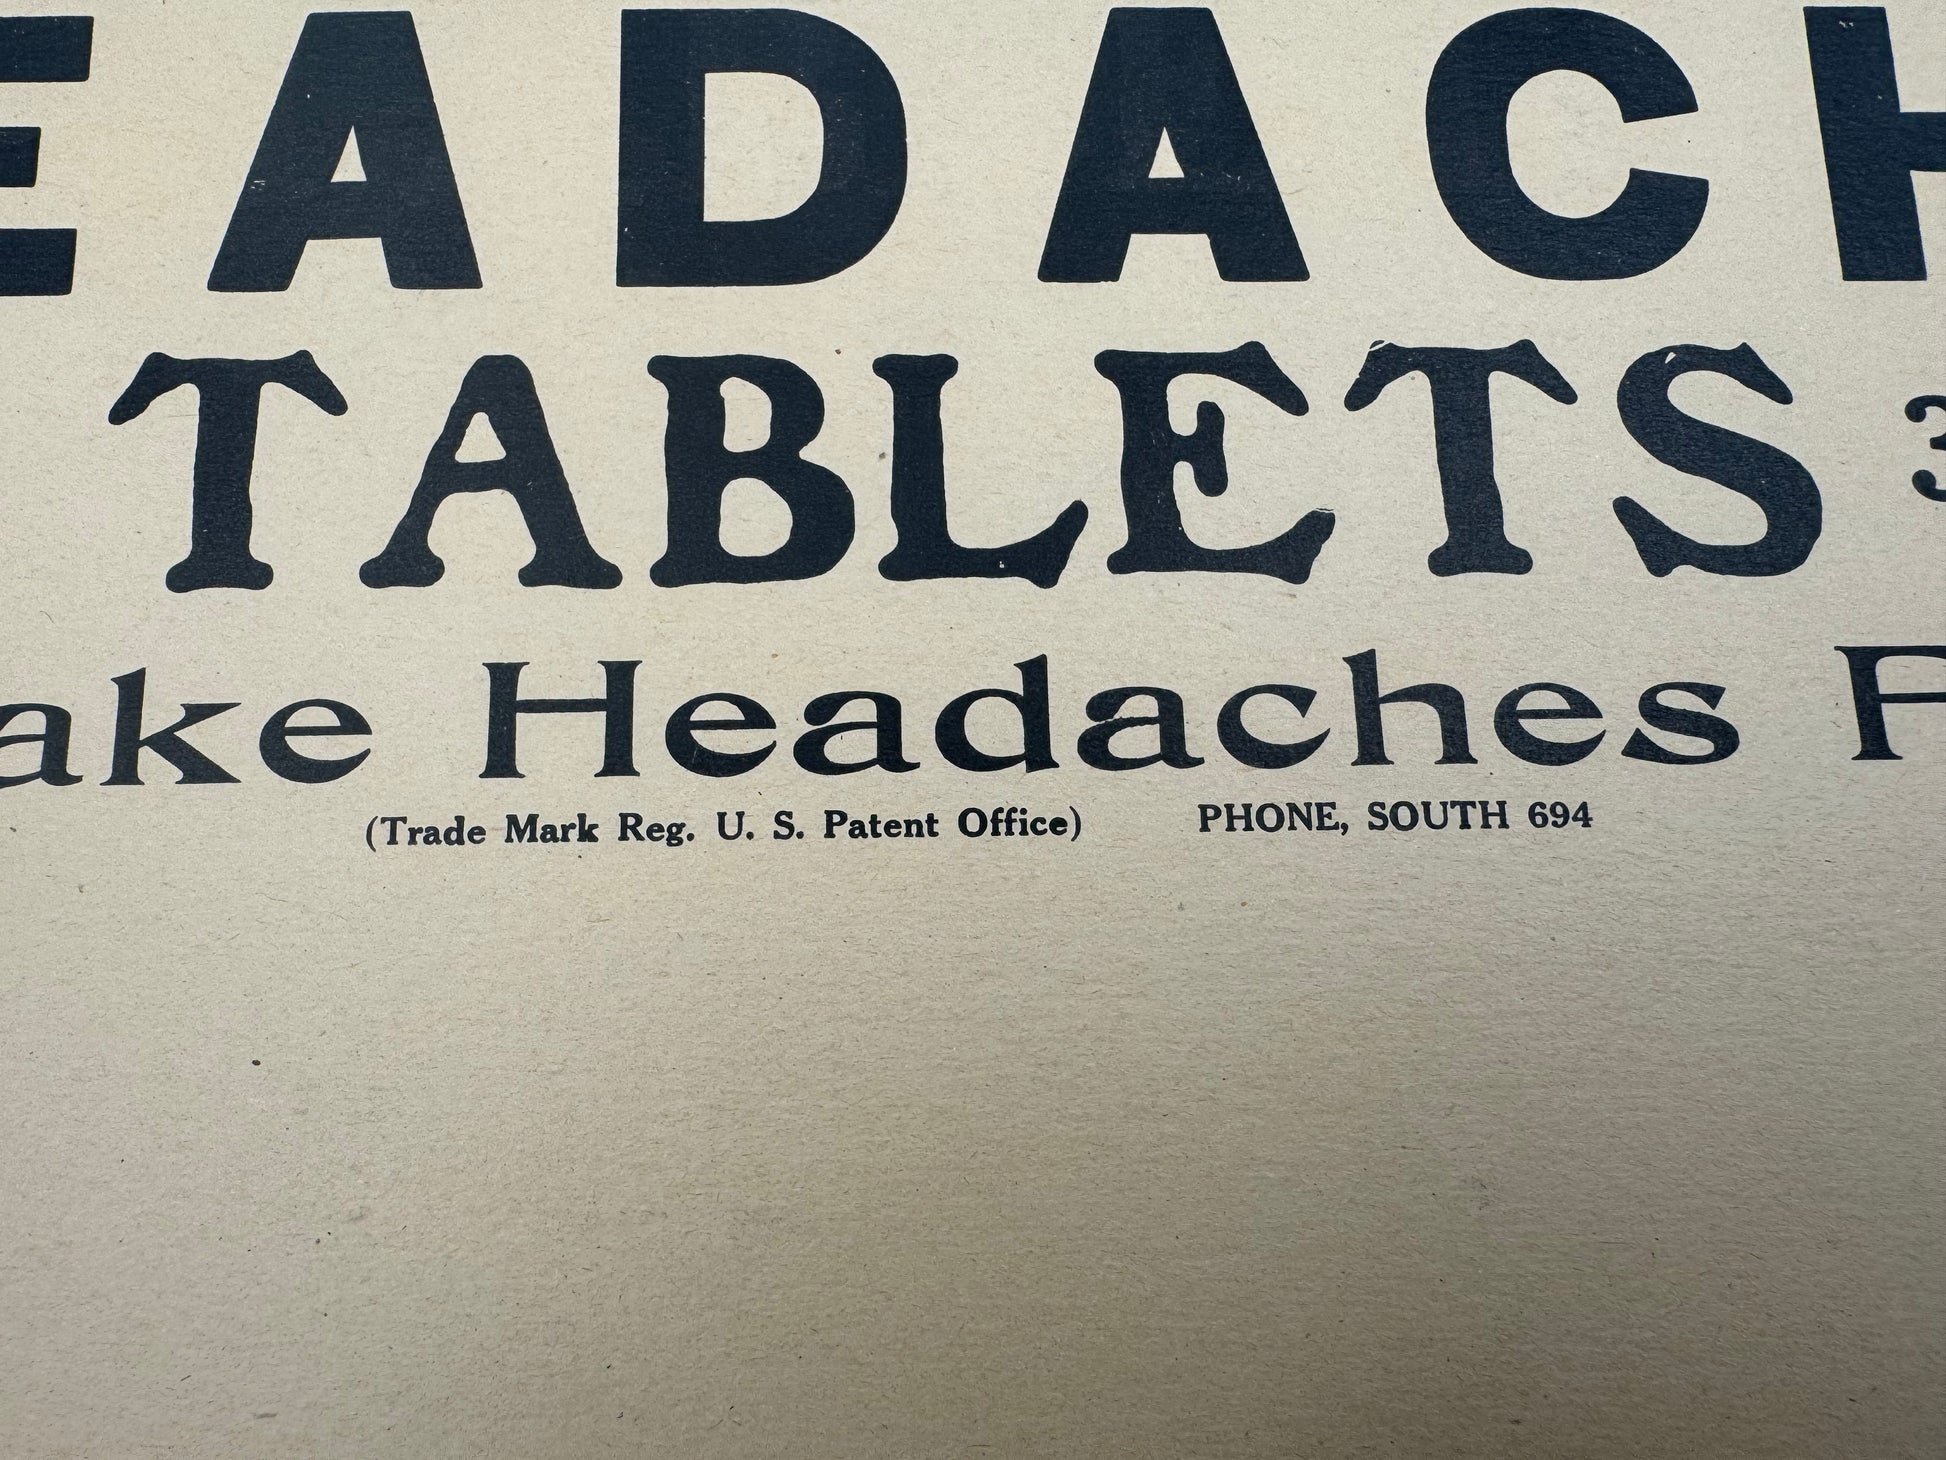 EADACH
TABLETS 3
ake Headaches F
(Trade Mark Reg. U. S. Patent Office) PHONE, SOUTH 694